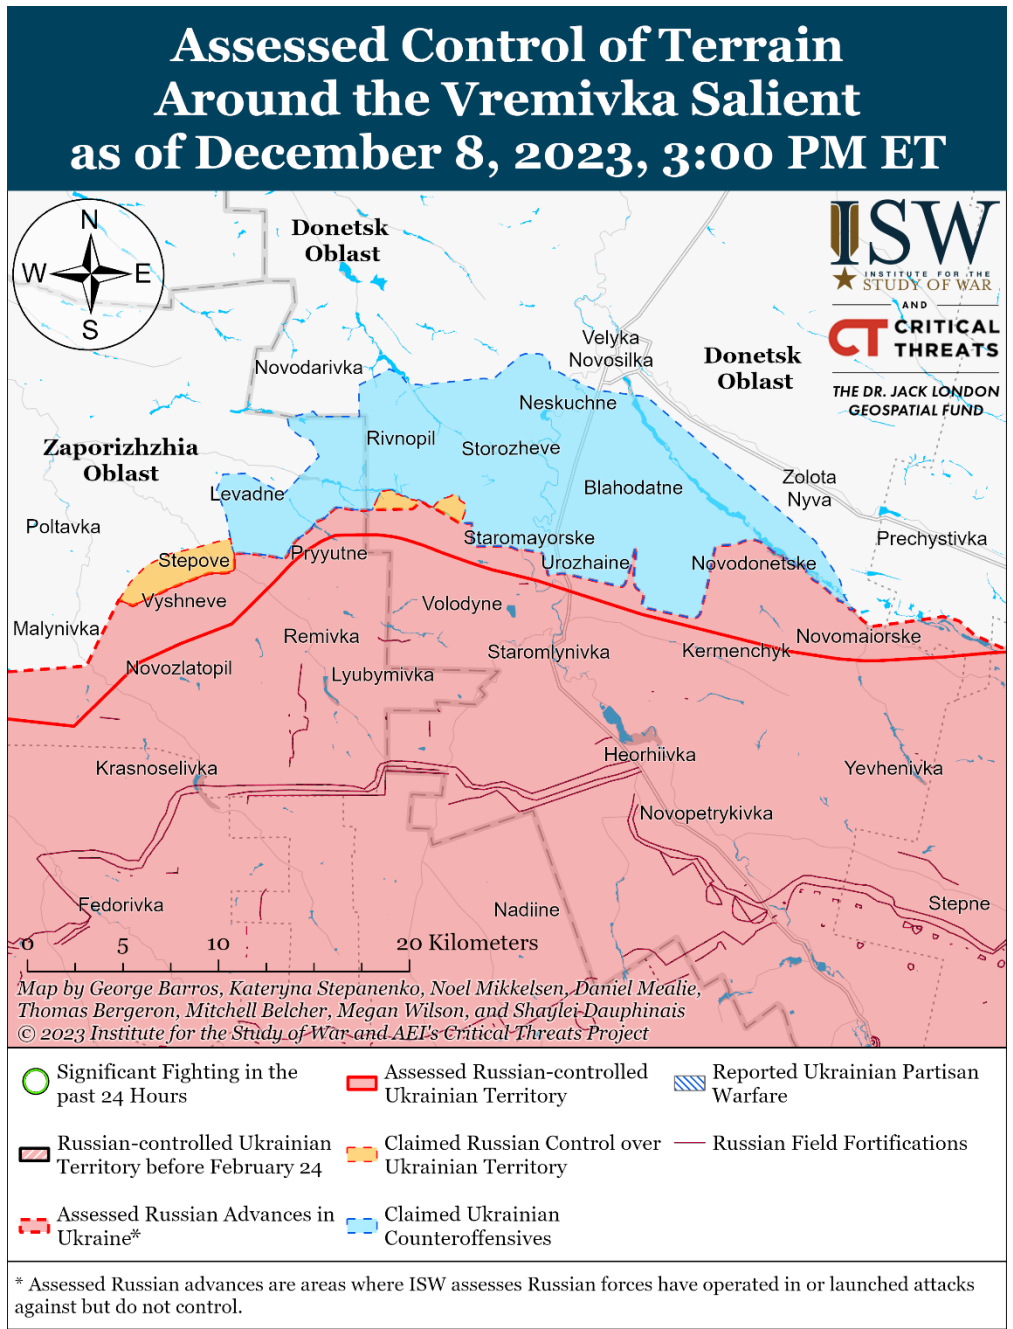 Assessed Control of Terrain
Around the Vremivka Salient
as of December 8, 2023, 3:00 PM ET
N
W E
S
Donetsk
Oblast
ISW
INSTITUTE FOR THE
STUDY OF WAR
AND
CT CRITICAL
THREATS
THE DR. JACK LONDON
GEOSPATIAL FUND
Velyka
Novosilka
Donetsk
Oblast
Novodarivka
Neskuchne
Zaporizhzhia
Oblast
Rivnopil
Storozheve
Levadne
Blahodatne
Zolota
Nyva
Poltavka
Staromayorske
Prechystivka
Stepove
Pryyutne
Urozhaine
Novodonetske
Vyshneve
Volodyne
Malynivka
Remivka
Staromlynivka
Kermenchyk
Novomaiorske
Novozlatopil
Lyubymivka
Krasnoselivka
Heorhiivka
Yevhenivka
Novopetrykivka
Fedorivka
Nadiine
Stepne
0 5 10 20 Kilometers
Map by George Barros, Kateryna Stepanenko, Noel Mikkelsen, Daniel Mealie,
Thomas Bergeron, Mitchell Belcher, Megan Wilson, and Shaylei Dauphinais
© 2023 Institute for the Study of War and AEI's Critical Threats Project
Significant Fighting in the
past 24 Hours
Assessed Russian-controlled
Ukrainian Territory
Reported Ukrainian Partisan
Warfare
Russian-controlled Ukrainian
Territory before February 24
Claimed Russian Control over
Ukrainian Territory
Russian Field Fortifications
Assessed Russian Advances in
Ukraine*
Claimed Ukrainian
Counteroffensives
* Assessed Russian advances are areas where ISW assesses Russian forces have operated in or launched attacks
against but do not control.